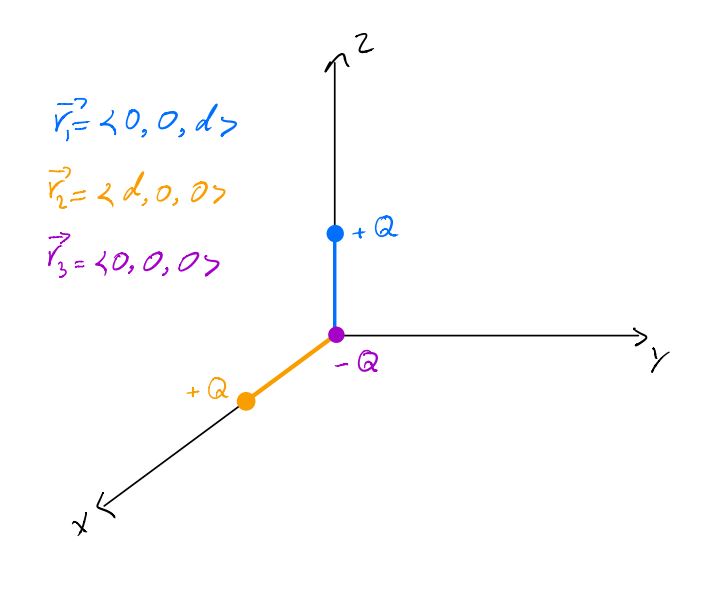 Z
r⃗₁= <0, 0, d>
r⃗₂= <d, 0, 0>
+Q
r⃗₃= <0, 0, 0>
Y
-Q
+Q
X